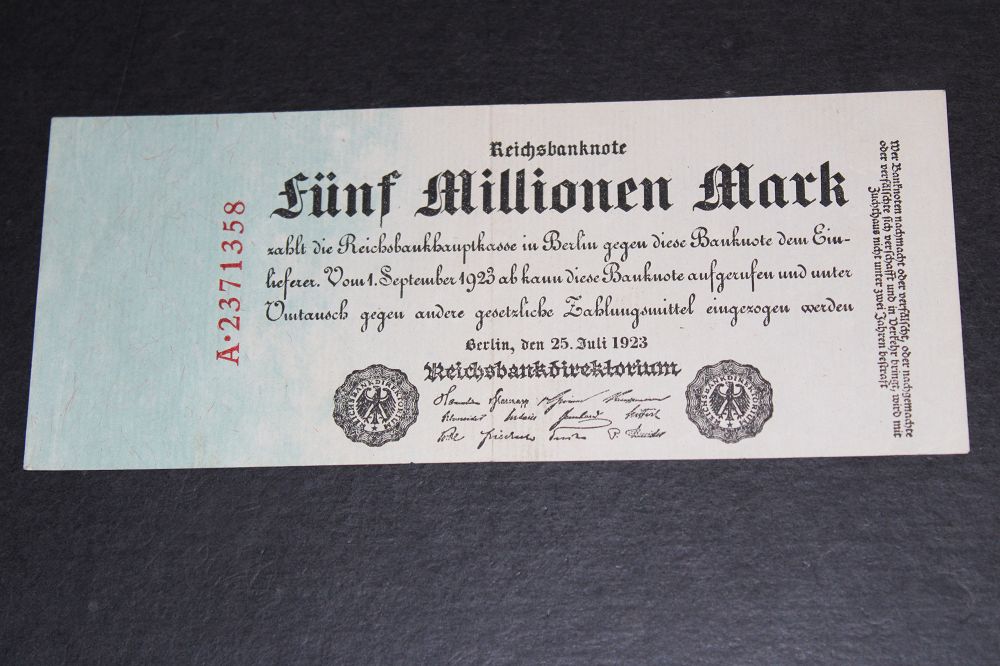 Reichsbanknote
Fünf Millionen Mark
zahlt die Reichsbankhauptkasse in Berlin gegen diese Banknote dem Ein-
lieferer. Vom 1. September 1923 ab kann diese Banknote aufgerufen und unter
Umtausch gegen andere gesetzliche Zahlungsmittel eingezogen werden
Berlin, den 25. Juli 1923
Reichsbankdirektorium
REICHSBANKDIREKTORIUM
REICHSBANKDIREKTORIUM
A·2371358
Wer Banknoten nachmacht oder verfälscht, oder nachgemachte
oder verfälschte sich verschafft und in Verkehr bringt, wird mit
Zuchthaus nicht unter zwei Jahren bestraft